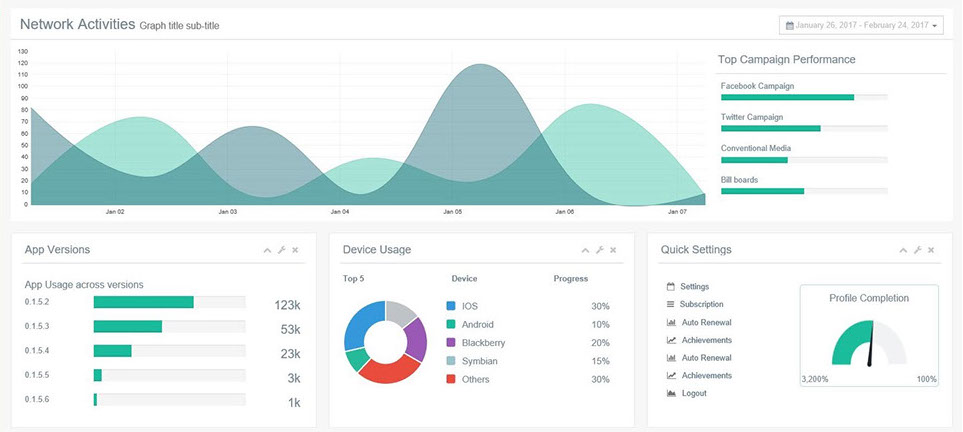 Network Activities Graph title sub-title
January 26, 2017 - February 24, 2017
130
120
110
100
90
80
70
60
50
40
30
20
10
0
Jan 02 Jan 03 Jan 04 Jan 05 Jan 06 Jan 07
Top Campaign Performance
Facebook Campaign
Twitter Campaign
Conventional Media
Bill boards
App Versions
App Usage across versions
0.1.5.2 123k
0.1.5.3 53k
0.1.5.4 23k
0.1.5.5 3k
0.1.5.6 1k
Device Usage
Top 5 Device Progress
IOS 30%
Android 10%
Blackberry 20%
Symbian 15%
Others 30%
Quick Settings
Settings
Subscription
Auto Renewal
Achievements
Auto Renewal
Achievements
Logout
Profile Completion
3,200% 100%